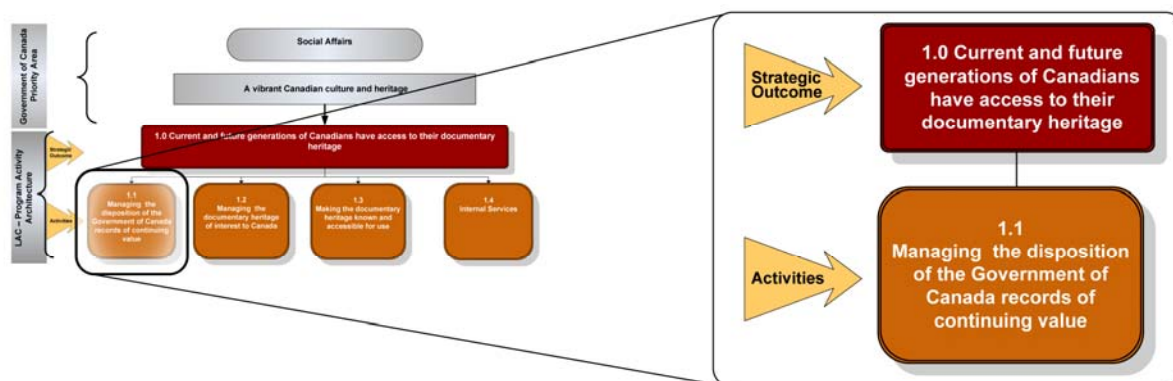 Government of Canada
Priority Area
Social Affairs
A vibrant Canadian culture and heritage
LAC – Program Activity
Architecture
Strategic
Outcome
1.0 Current and future generations of Canadians have access to their documentary
heritage
Activities
1.1
Managing the
disposition of the
Government of Canada
records of continuing
value
1.2
Managing the
documentary heritage
of interest to Canada
1.3
Making the documentary
heritage known and
accessible for use
1.4
Internal Services
Strategic
Outcome
1.0 Current and future
generations of Canadians
have access to their
documentary heritage
Activities
1.1
Managing the disposition
of the Government of
Canada records of
continuing value